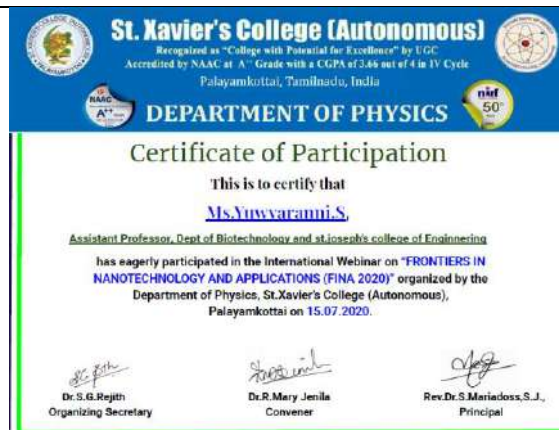 St. Xavier's College (Autonomous)
Recognized as "College with Potential for Excellence" by UGC
Accredited by NAAC at A++ Grade with a CGPA of 3.66 out of 4 in IV Cycle
Palayamkottai, Tamilnadu, India
NAAC
A++
nirf
50
DEPARTMENT OF PHYSICS
Certificate of Participation
This is to certify that
Ms.Yuwvaranni.S,
Assistant Professor, Dept of Biotechnology and st.joseph's college of Enginnering
has eagerly participated in the International Webinar on "FRONTIERS IN
NANOTECHNOLOGY AND APPLICATIONS (FINA 2020)" organized by the
Department of Physics, St.Xavier's College (Autonomous),
Palayamkottai on 15.07.2020.
Dr.S.G.Rejith
Organizing Secretary
Dr.R.Mary Jenila
Convener
Rev.Dr.S.Mariadoss,S.J.,
Principal